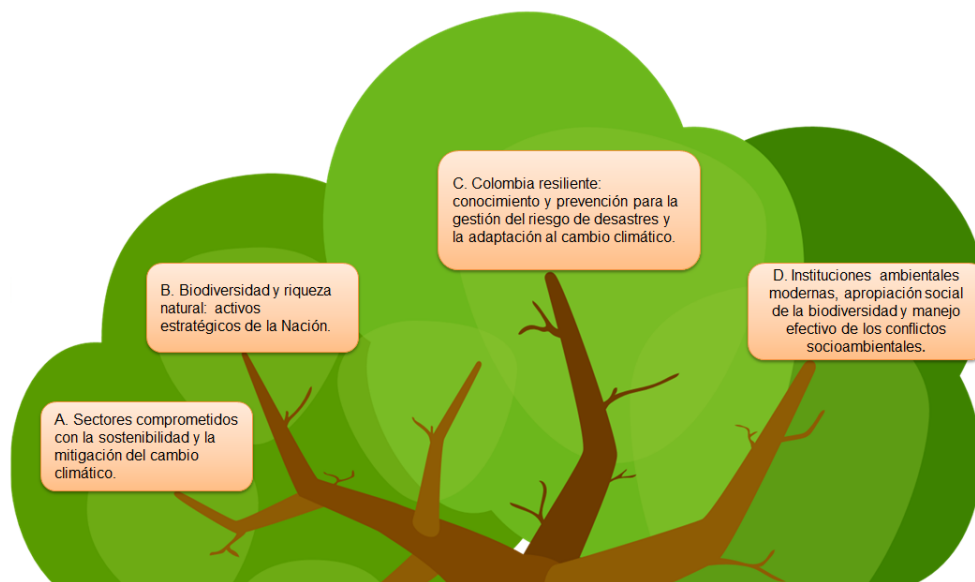 A. Sectores comprometidos
con la sostenibilidad y la
mitigación del cambio
climático.
B. Biodiversidad y riqueza
natural: activos
estratégicos de la Nación.
C. Colombia resiliente:
conocimiento y prevención para la
gestión del riesgo de desastres y
la adaptación al cambio climático.
D. Instituciones ambientales
modernas, apropiación social
de la biodiversidad y manejo
efectivo de los conflictos
socioambientales.